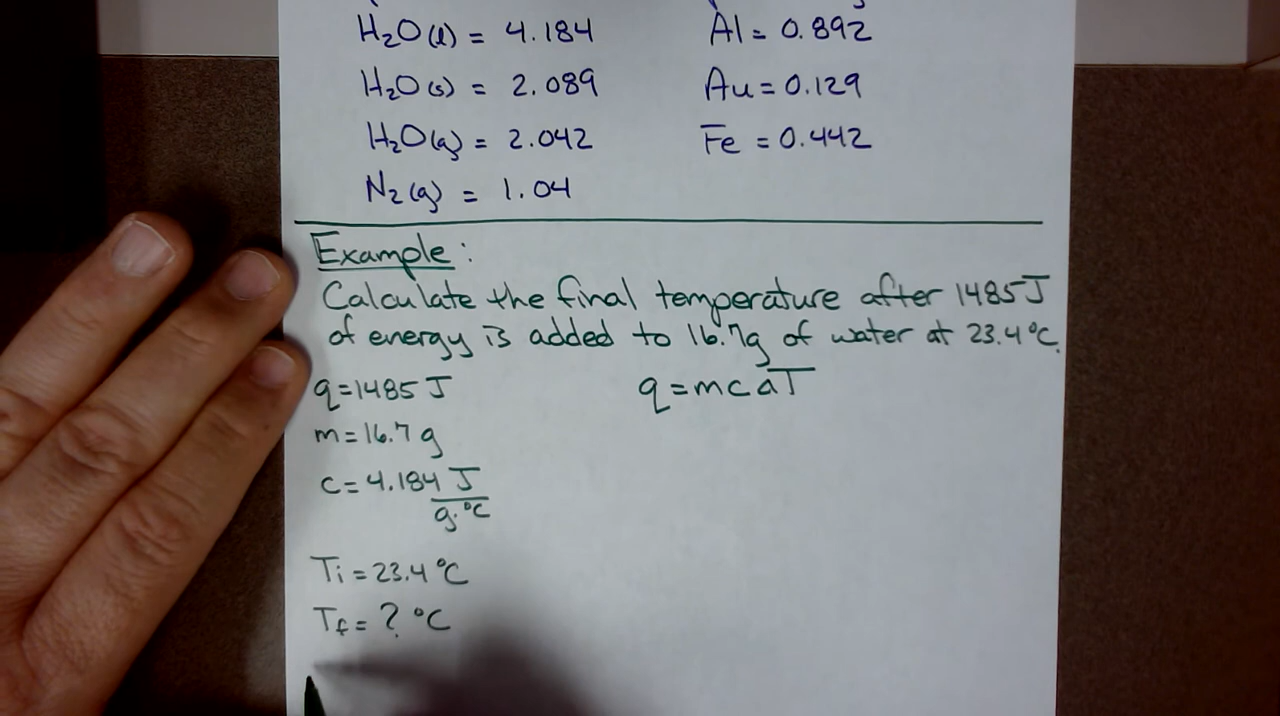 H₂O(l) = 4.184 Al = 0.892
H₂O(s) = 2.089 Au = 0.129
H₂O(g) = 2.042 Fe = 0.442
N₂(g) = 1.04
Example:
Calculate the final temperature after 1485 J
of energy is added to 16.7g of water at 23.4°C.
q=1485 J q=mcΔT
m=16.7 g
c=4.184 J
g·°C
Ti=23.4 °C
Tf=? °C